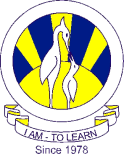 I AM - TO LEARN
Since 1978